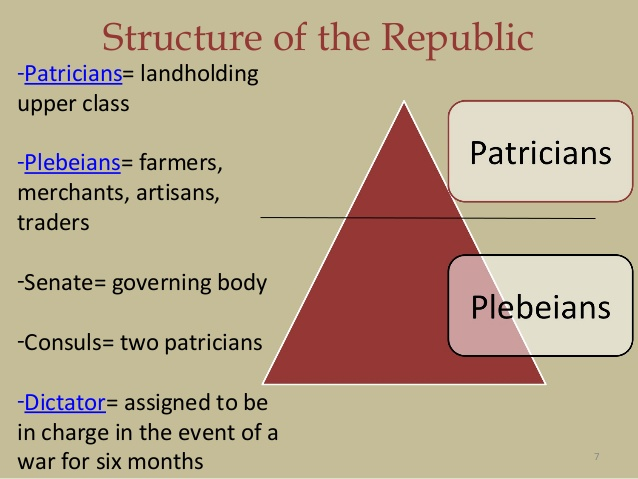 Structure of the Republic
-Patricians= landholding
upper class
-Plebeians= farmers,
merchants, artisans,
traders
-Senate= governing body
-Consuls= two patricians
-Dictator= assigned to be
in charge in the event of a
war for six months
Patricians
Plebeians
7